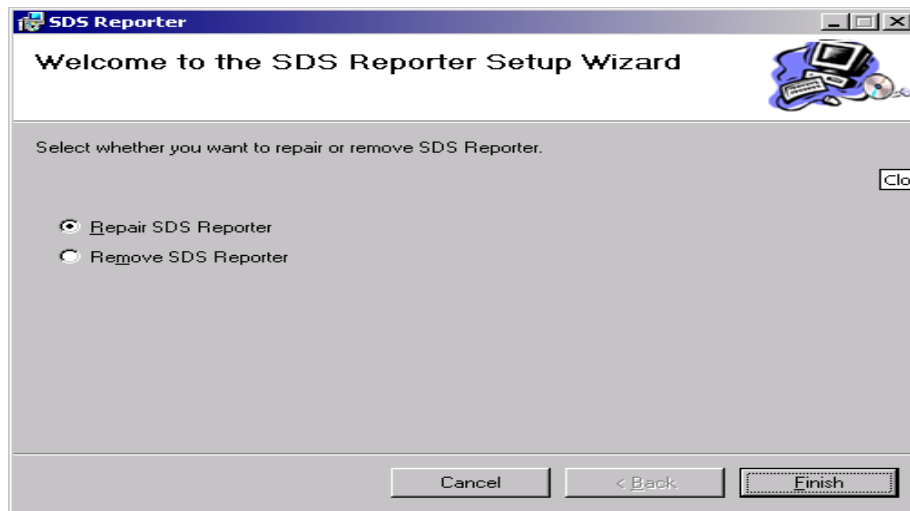 SDS Reporter
Welcome to the SDS Reporter Setup Wizard
Select whether you want to repair or remove SDS Reporter.
Clo
Repair SDS Reporter
Remove SDS Reporter
Cancel
< Back
Finish